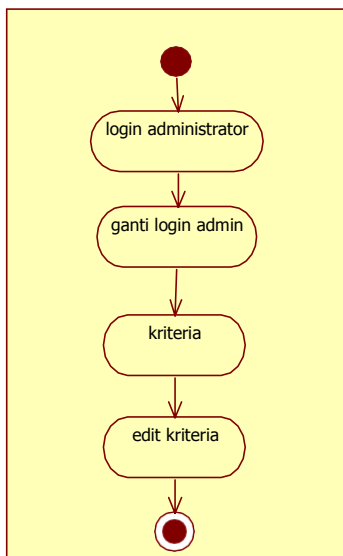 login administrator
ganti login admin
kriteria
edit kriteria